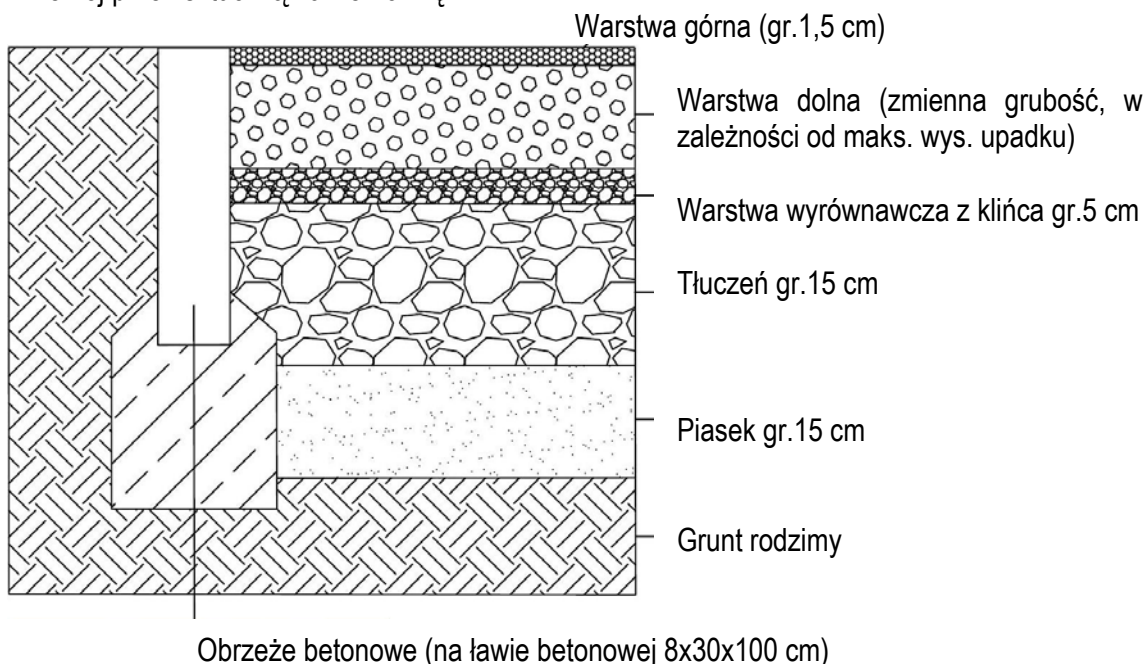 Warstwa górna (gr.1,5 cm)
Warstwa dolna (zmienna grubość, w
zależności od maks. wys. upadku)
Warstwa wyrównawcza z klińca gr.5 cm
Tłuczeń gr.15 cm
Piasek gr.15 cm
Grunt rodzimy
Obrzeże betonowe (na ławie betonowej 8x30x100 cm)